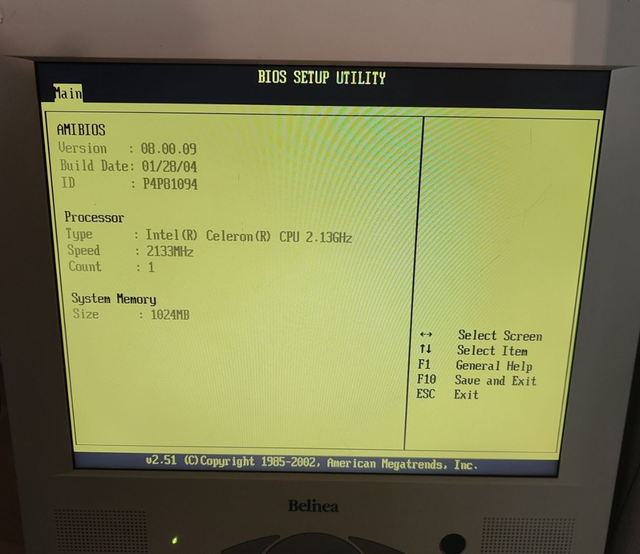 BIOS SETUP UTILITY
Main
AMIBIOS
Version : 08.00.09
Build Date: 01/28/04
ID : P4P81094
Processor
Type : Intel(R) Celeron(R) CPU 2.13GHz
Speed : 2133MHz
Count : 1
System Memory
Size : 1024MB
↔ Select Screen
↑↓ Select Item
F1 General Help
F10 Save and Exit
ESC Exit
v2.51 (C)Copyright 1985-2002, American Megatrends, Inc.
Belinea